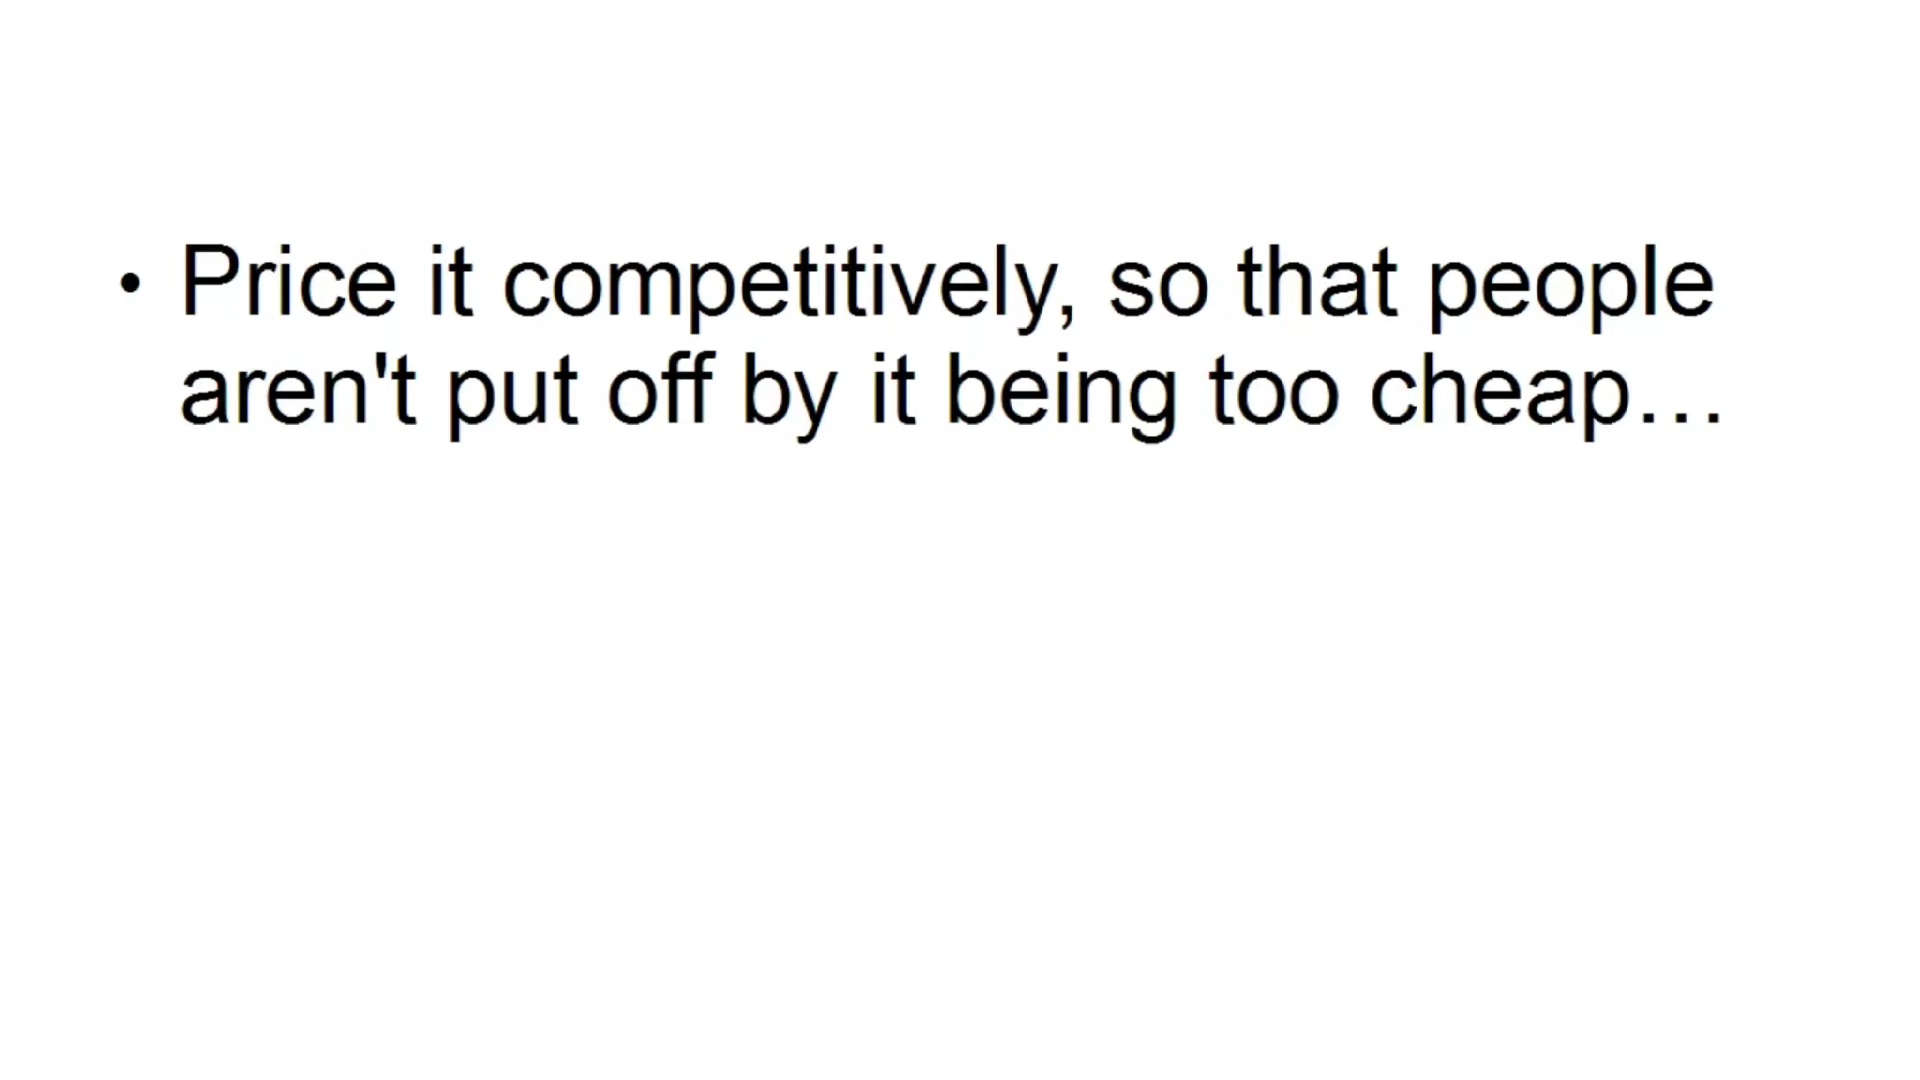 • Price it competitively, so that people
aren't put off by it being too cheap…